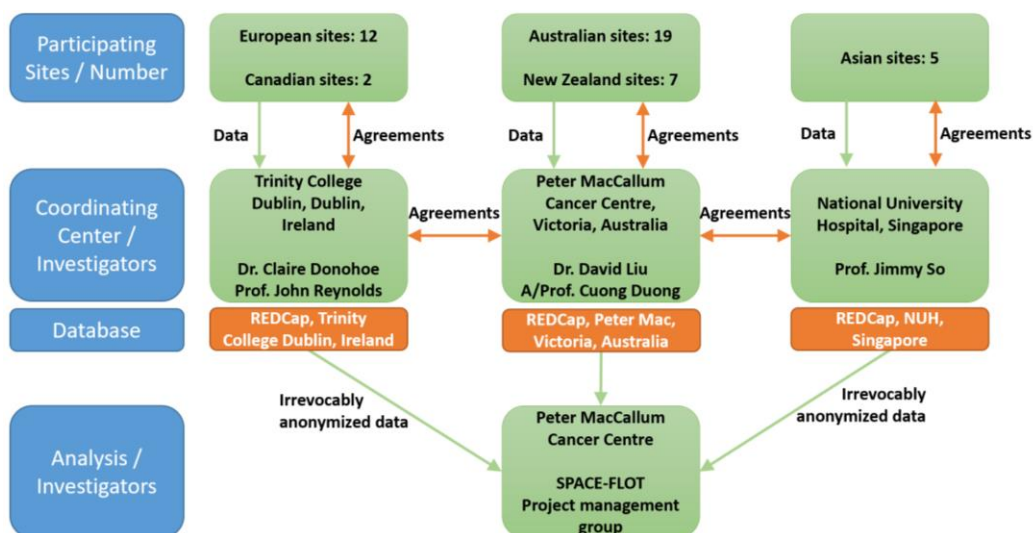 Participating
Sites / Number
European sites: 12
Canadian sites: 2
Australian sites: 19
New Zealand sites: 7
Asian sites: 5
Data
Agreements
Data
Agreements
Data
Agreements
Coordinating
Center /
Investigators
Trinity College
Dublin, Dublin,
Ireland
Dr. Claire Donohoe
Prof. John Reynolds
Agreements
Peter MacCallum
Cancer Centre,
Victoria, Australia
Dr. David Liu
A/Prof. Cuong Duong
Agreements
National University
Hospital, Singapore
Prof. Jimmy So
Database
REDCap, Trinity
College Dublin, Ireland
REDCap, Peter Mac,
Victoria, Australia
REDCap, NUH,
Singapore
Irrevocably
anonymized data
Irrevocably
anonymized data
Analysis /
Investigators
Peter MacCallum
Cancer Centre
SPACE-FLOT
Project management
group